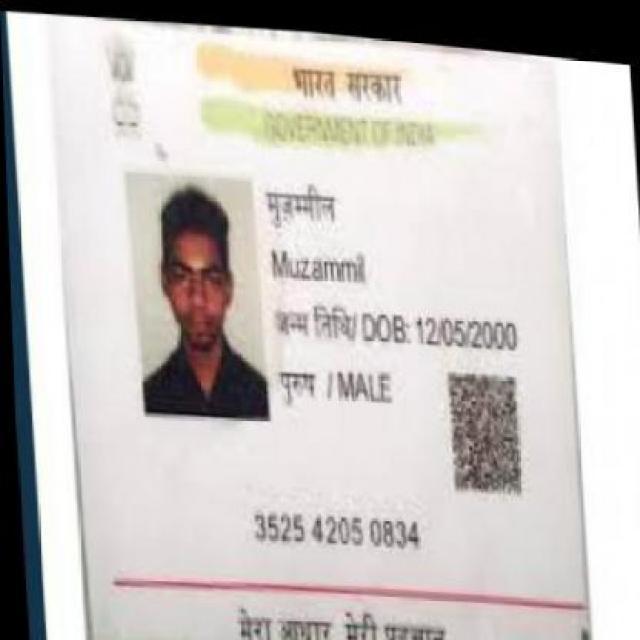 भारत सरकार
GOVERNMENT OF INDIA
मुज़म्मील
Muzammil
जन्म तिथि/ DOB: 12/05/2000
पुरुष / MALE
3525 4205 0834
मेरा आधार, मेरी पहचान